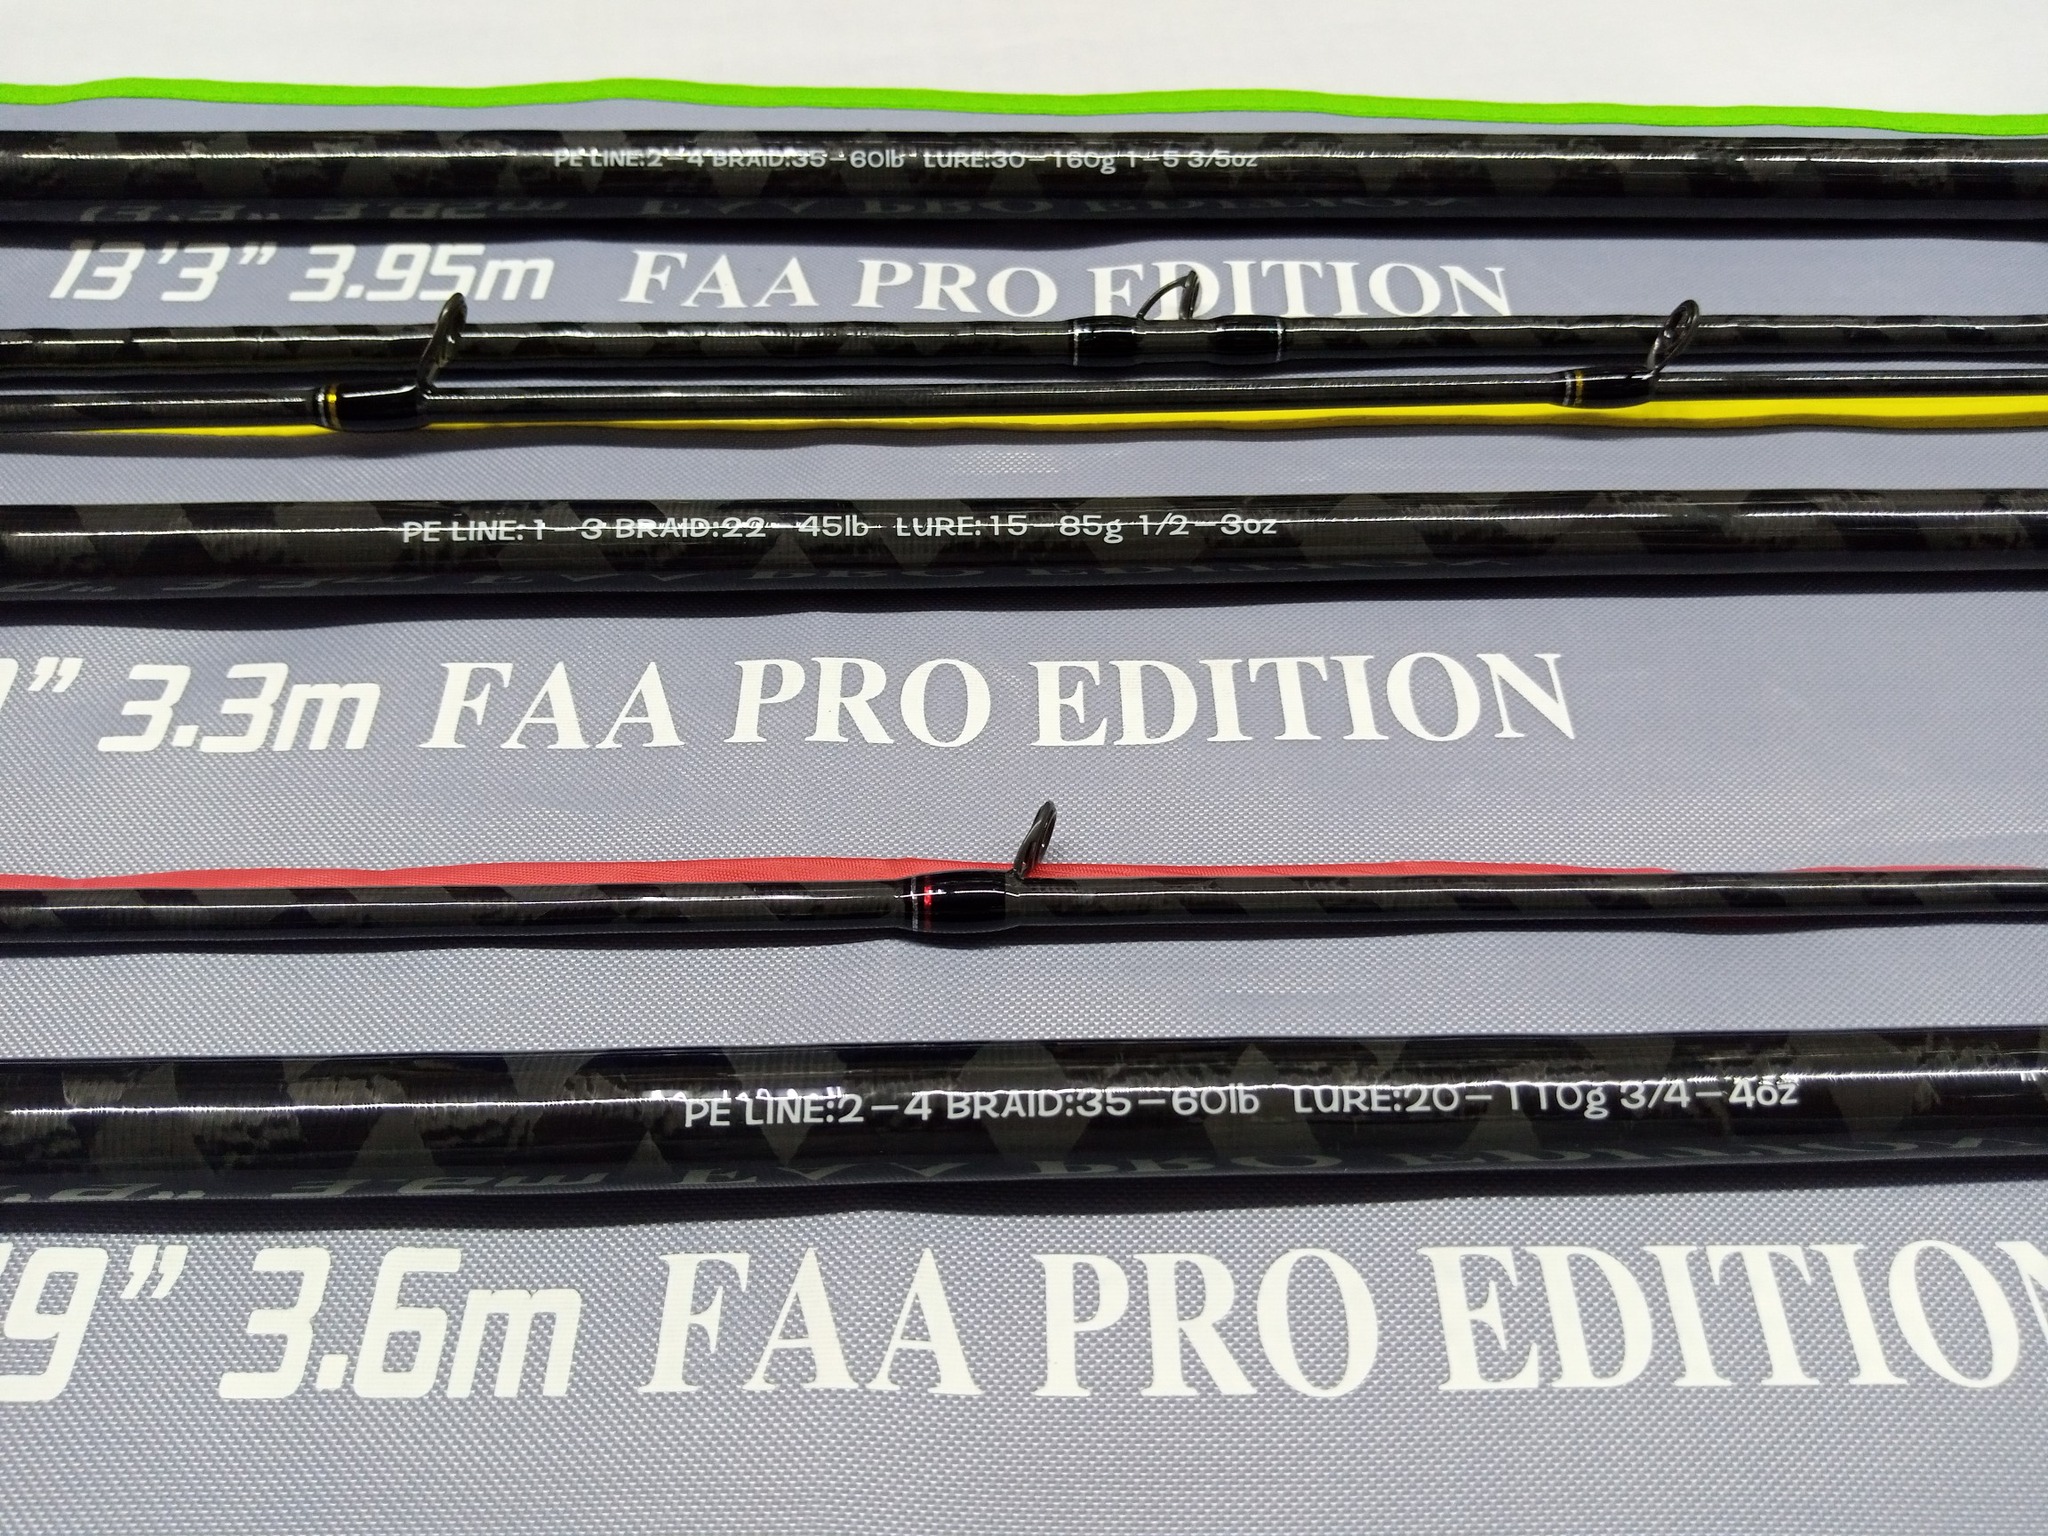 PE LINE:2-4 BRAID:35-60lb LURE:30-160g 1-5 3/5oz
13'3" 3.95m FAA PRO EDITION
PE LINE:1-3 BRAID:22-45lb LURE:15-85g 1/2-3oz
3.3m FAA PRO EDITION
PE LINE:2-4 BRAID:35-60lb LURE:20-110g 3/4-4oz
9" 3.6m FAA PRO EDITION